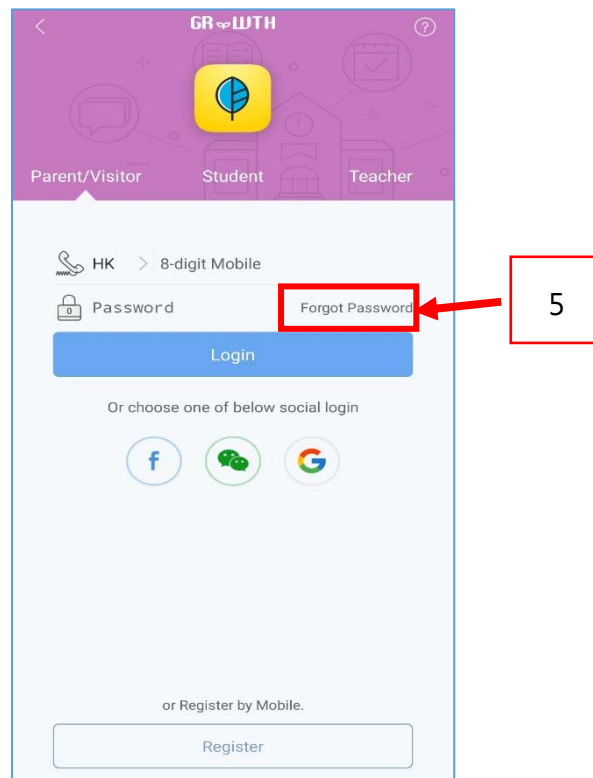 GROWTH
Parent/Visitor Student Teacher
HK > 8-digit Mobile
Password Forgot Password
5
Login
Or choose one of below social login
or Register by Mobile.
Register